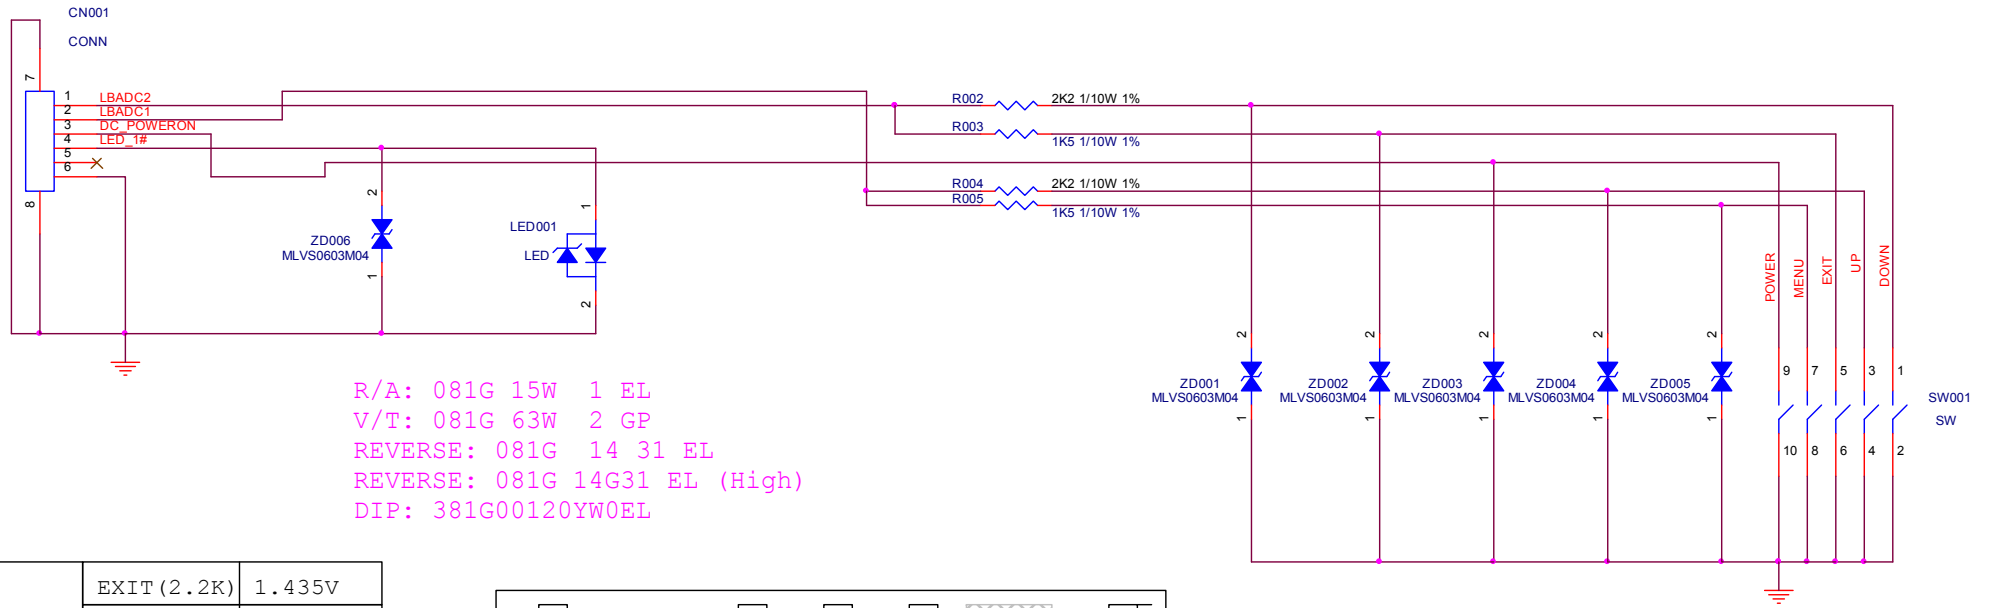 CN001
CONN
7
1 LBADC2
2 LBADC1
3 DC_POWERON
4 LED_1#
5
6
8
R002 2K2 1/10W 1%
R003 1K5 1/10W 1%
R004 2K2 1/10W 1%
R005 1K5 1/10W 1%
2
ZD006
MLVS0603M04
1
1
LED001
LED
2
POWER
MENU
EXIT
UP
DOWN
2 2 2 2 2
ZD001 ZD002 ZD003 ZD004 ZD005
MLVS0603M04 MLVS0603M04 MLVS0603M04 MLVS0603M04 MLVS0603M04
1 1 1 1 1
9 7 5 3 1
SW001
SW
10 8 6 4 2
R/A: 081G 15W 1 EL
V/T: 081G 63W 2 GP
REVERSE: 081G 14 31 EL
REVERSE: 081G 14G31 EL (High)
DIP: 381G00120YW0EL
EXIT(2.2K) 1.435V